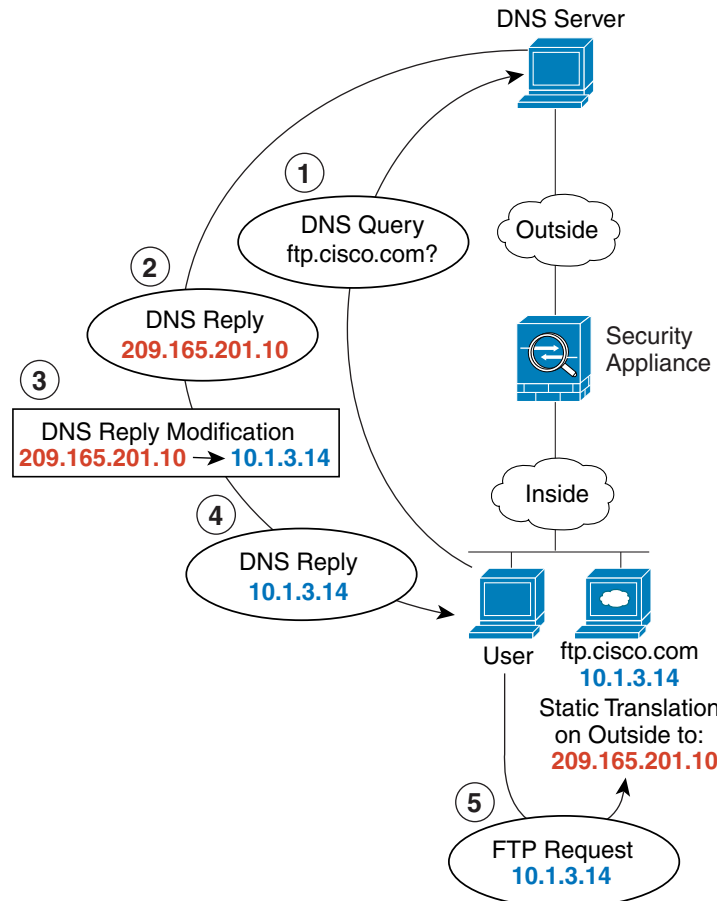 DNS Server
1
DNS Query
ftp.cisco.com?
Outside
2
DNS Reply
209.165.201.10
Security
Appliance
3
DNS Reply Modification
209.165.201.10 → 10.1.3.14
Inside
4
DNS Reply
10.1.3.14
User
ftp.cisco.com
10.1.3.14
Static Translation
on Outside to:
209.165.201.10
5
FTP Request
10.1.3.14